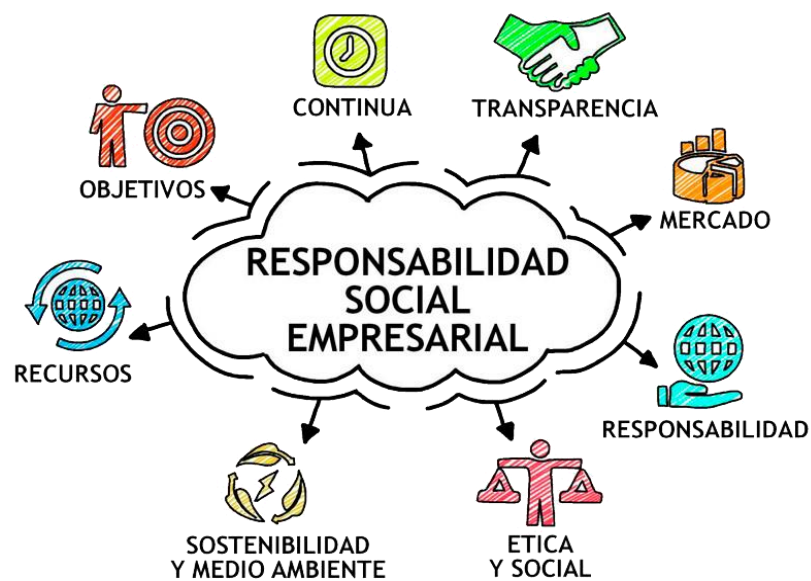 CONTINUA
TRANSPARENCIA
OBJETIVOS
MERCADO
RESPONSABILIDAD
SOCIAL
EMPRESARIAL
RECURSOS
RESPONSABILIDAD
SOSTENIBILIDAD
Y MEDIO AMBIENTE
ETICA
Y SOCIAL